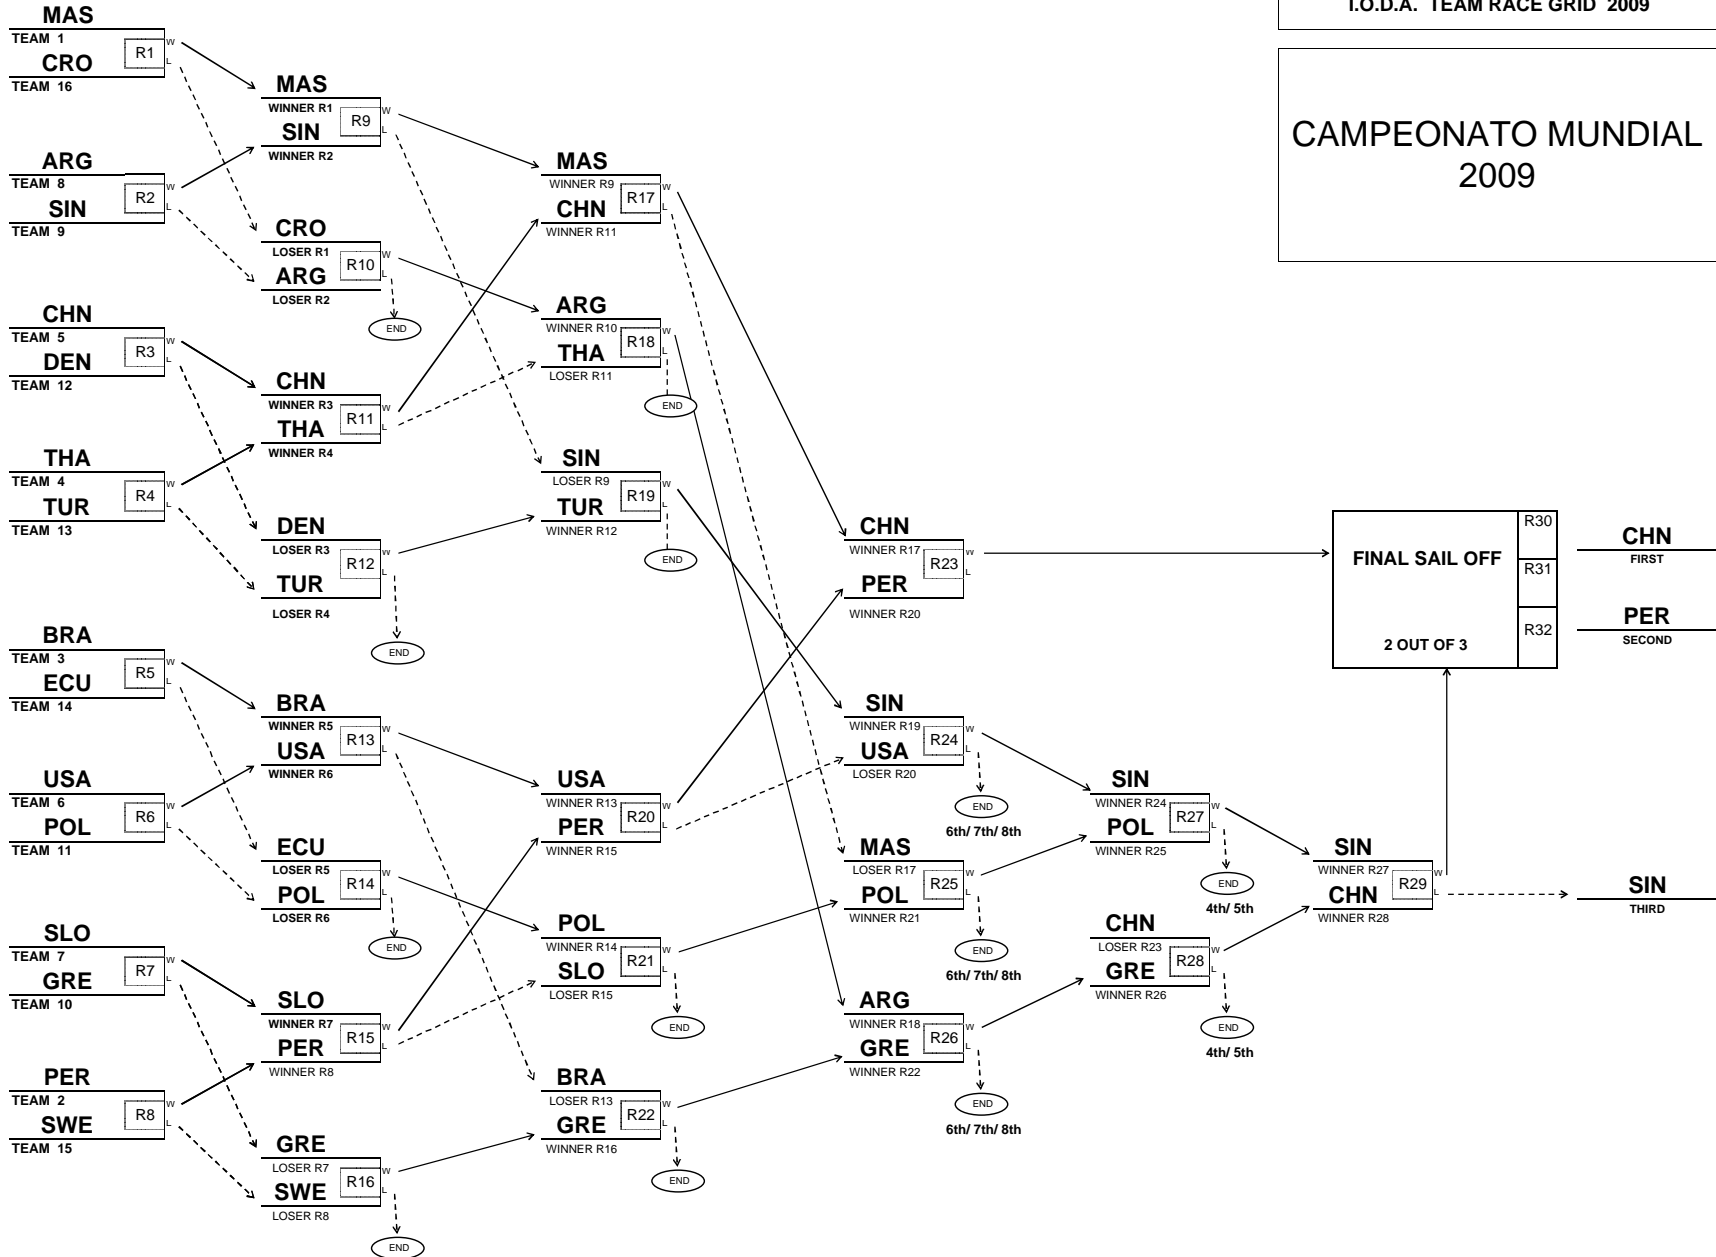 I.O.D.A. TEAM RACE GRID 2009
CAMPEONATO MUNDIAL
2009
MAS
TEAM 1
R1
W
L
CRO
TEAM 16
ARG
TEAM 8
R2
W
L
SIN
TEAM 9
CHN
TEAM 5
R3
W
L
DEN
TEAM 12
THA
TEAM 4
R4
W
L
TUR
TEAM 13
BRA
TEAM 3
R5
W
L
ECU
TEAM 14
USA
TEAM 6
R6
W
L
POL
TEAM 11
SLO
TEAM 7
R7
W
L
GRE
TEAM 10
PER
TEAM 2
R8
W
L
SWE
TEAM 15
MAS
WINNER R1
R9
W
L
SIN
WINNER R2
CRO
LOSER R1
R10
W
L
ARG
LOSER R2
END
CHN
WINNER R3
R11
W
L
THA
WINNER R4
DEN
LOSER R3
R12
W
L
TUR
LOSER R4
END
BRA
WINNER R5
R13
W
L
USA
WINNER R6
ECU
LOSER R5
R14
W
L
POL
LOSER R6
END
SLO
WINNER R7
R15
W
L
PER
WINNER R8
GRE
LOSER R7
R16
W
L
SWE
LOSER R8
END
MAS
WINNER R9
R17
W
L
CHN
WINNER R11
ARG
WINNER R10
R18
W
L
THA
LOSER R11
END
SIN
LOSER R9
R19
W
L
TUR
WINNER R12
END
USA
WINNER R13
R20
W
L
PER
WINNER R15
POL
WINNER R14
R21
W
L
SLO
LOSER R15
END
BRA
LOSER R13
R22
W
L
GRE
WINNER R16
END
CHN
WINNER R17
R23
W
L
PER
WINNER R20
SIN
WINNER R19
R24
W
L
USA
LOSER R20
END
6th/ 7th/ 8th
MAS
LOSER R17
R25
W
L
POL
WINNER R21
END
6th/ 7th/ 8th
ARG
WINNER R18
R26
W
L
GRE
WINNER R22
END
6th/ 7th/ 8th
SIN
WINNER R24
R27
W
L
POL
WINNER R25
END
4th/ 5th
CHN
LOSER R23
R28
W
L
GRE
WINNER R26
END
4th/ 5th
SIN
WINNER R27
R29
W
L
CHN
WINNER R28
FINAL SAIL OFF
2 OUT OF 3
R30
R31
R32
CHN
FIRST
PER
SECOND
SIN
THIRD